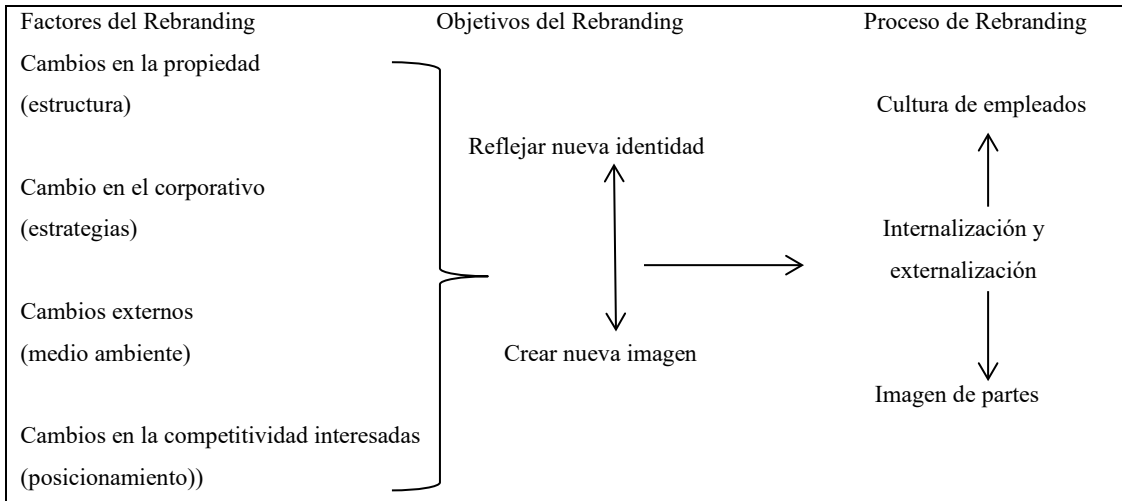 Factores del Rebranding
Cambios en la propiedad
(estructura)
Cambio en el corporativo
(estrategias)
Cambios externos
(medio ambiente)
Cambios en la competitividad interesadas
(posicionamiento))
Objetivos del Rebranding
Reflejar nueva identidad
Crear nueva imagen
Proceso de Rebranding
Cultura de empleados
Internalización y
externalización
Imagen de partes